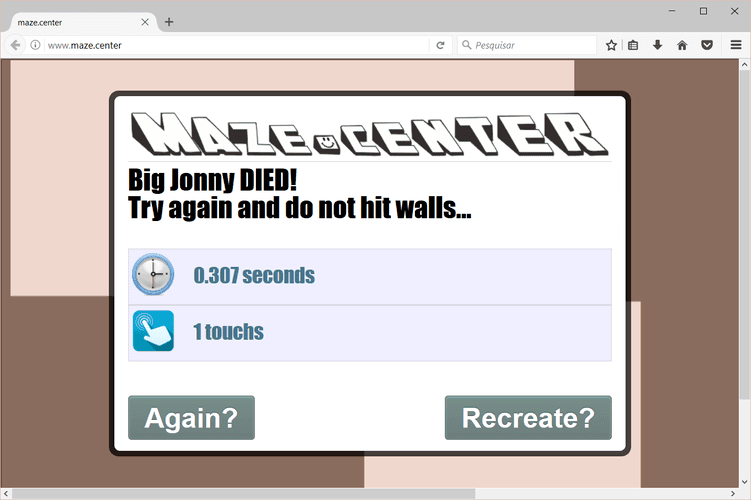 maze.center
www.maze.center
Pesquisar
MAZE.CENTER
Big Jonny DIED!
Try again and do not hit walls...
0.307 seconds
1 touchs
Again?
Recreate?